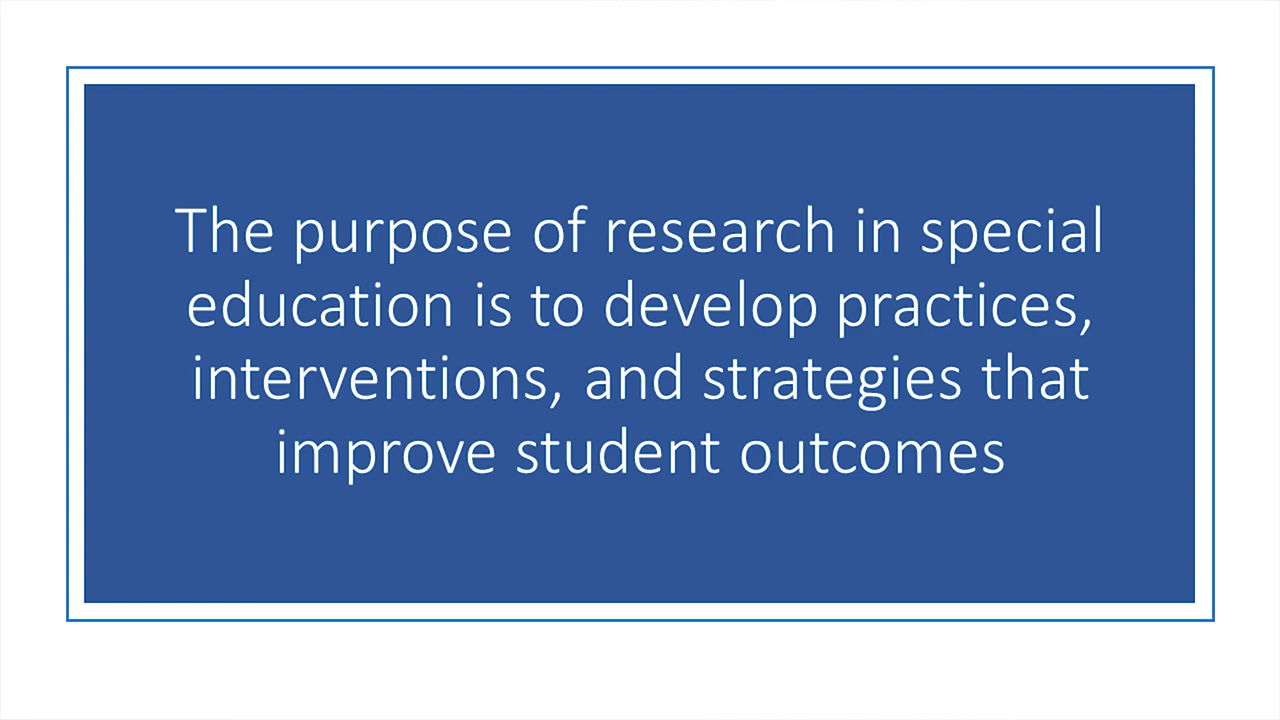 The purpose of research in special
education is to develop practices,
interventions, and strategies that
improve student outcomes